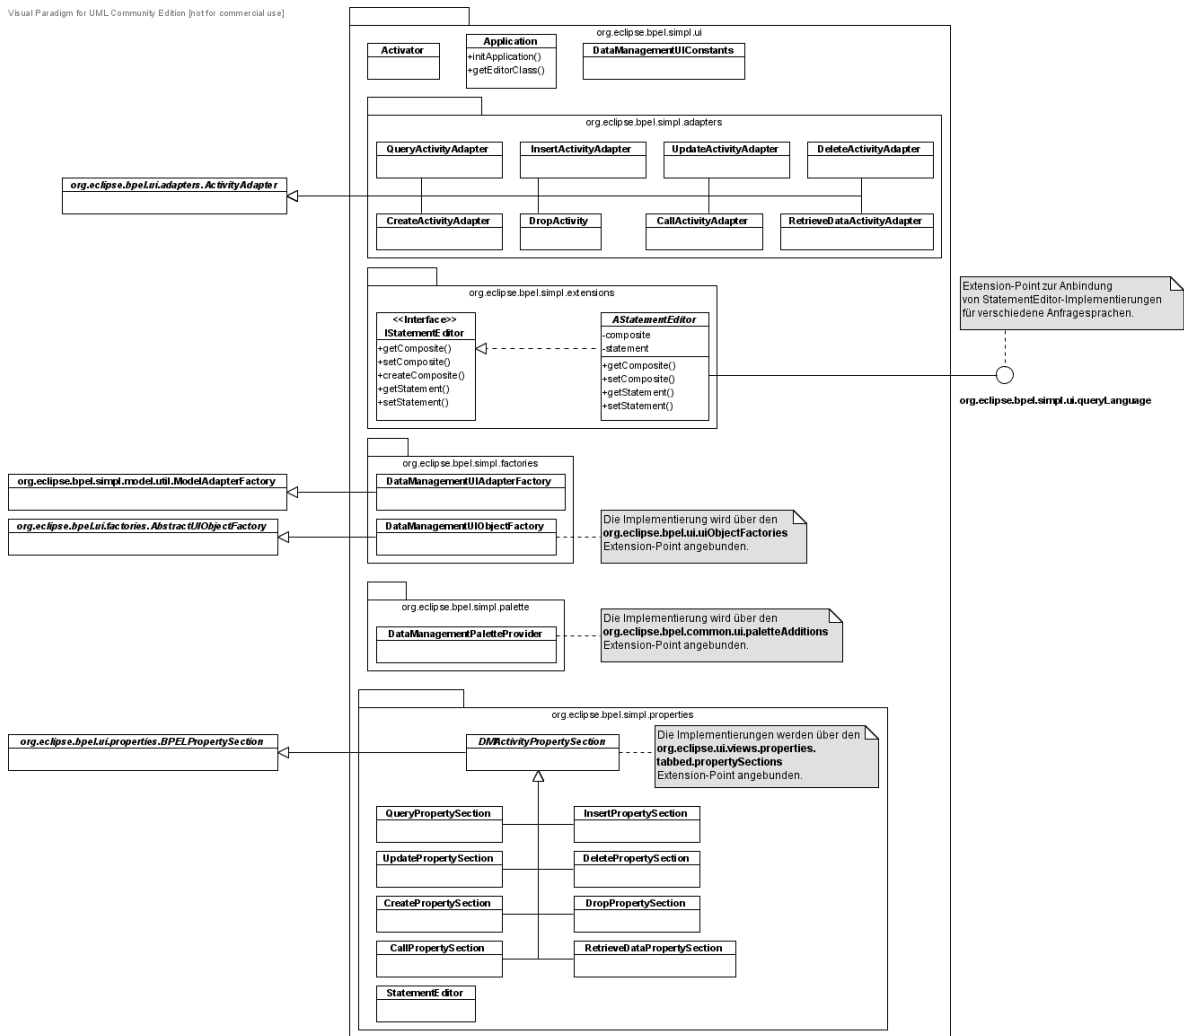 Visual Paradigm for UML Community Edition [not for commercial use]
org.eclipse.bpel.simpl.ui
Activator
Application
+initApplication()
+getEditorClass()
DataManagementUIConstants
org.eclipse.bpel.simpl.adapters
QueryActivityAdapter
InsertActivityAdapter
UpdateActivityAdapter
DeleteActivityAdapter
org.eclipse.bpel.ui.adapters.ActivityAdapter
CreateActivityAdapter
DropActivity
CallActivityAdapter
RetrieveDataActivityAdapter
org.eclipse.bpel.simpl.extensions
<<Interface>>
IStatementEditor
+getComposite()
+setComposite()
+createComposite()
+getStatement()
+setStatement()
AStatementEditor
-composite
-statement
+getComposite()
+setComposite()
+getStatement()
+setStatement()
Extension-Point zur Anbindung
von StatementEditor-Implementierungen
für verschiedene Anfragesprachen.
org.eclipse.bpel.simpl.ui.queryLanguage
org.eclipse.bpel.simpl.factories
org.eclipse.bpel.simpl.model.util.ModelAdapterFactory
DataManagementUIAdapterFactory
org.eclipse.bpel.ui.factories.AbstractUIObjectFactory
DataManagementUIObjectFactory
Die Implementierung wird über den
org.eclipse.bpel.ui.uiObjectFactories
Extension-Point angebunden.
org.eclipse.bpel.simpl.palette
DataManagementPaletteProvider
Die Implementierung wird über den
org.eclipse.bpel.common.ui.paletteAdditions
Extension-Point angebunden.
org.eclipse.bpel.simpl.properties
org.eclipse.bpel.ui.properties.BPELPropertySection
DMActivityPropertySection
Die Implementierungen werden über den
org.eclipse.ui.views.properties.
tabbed.propertySections
Extension-Point angebunden.
QueryPropertySection
InsertPropertySection
UpdatePropertySection
DeletePropertySection
CreatePropertySection
DropPropertySection
CallPropertySection
RetrieveDataPropertySection
StatementEditor